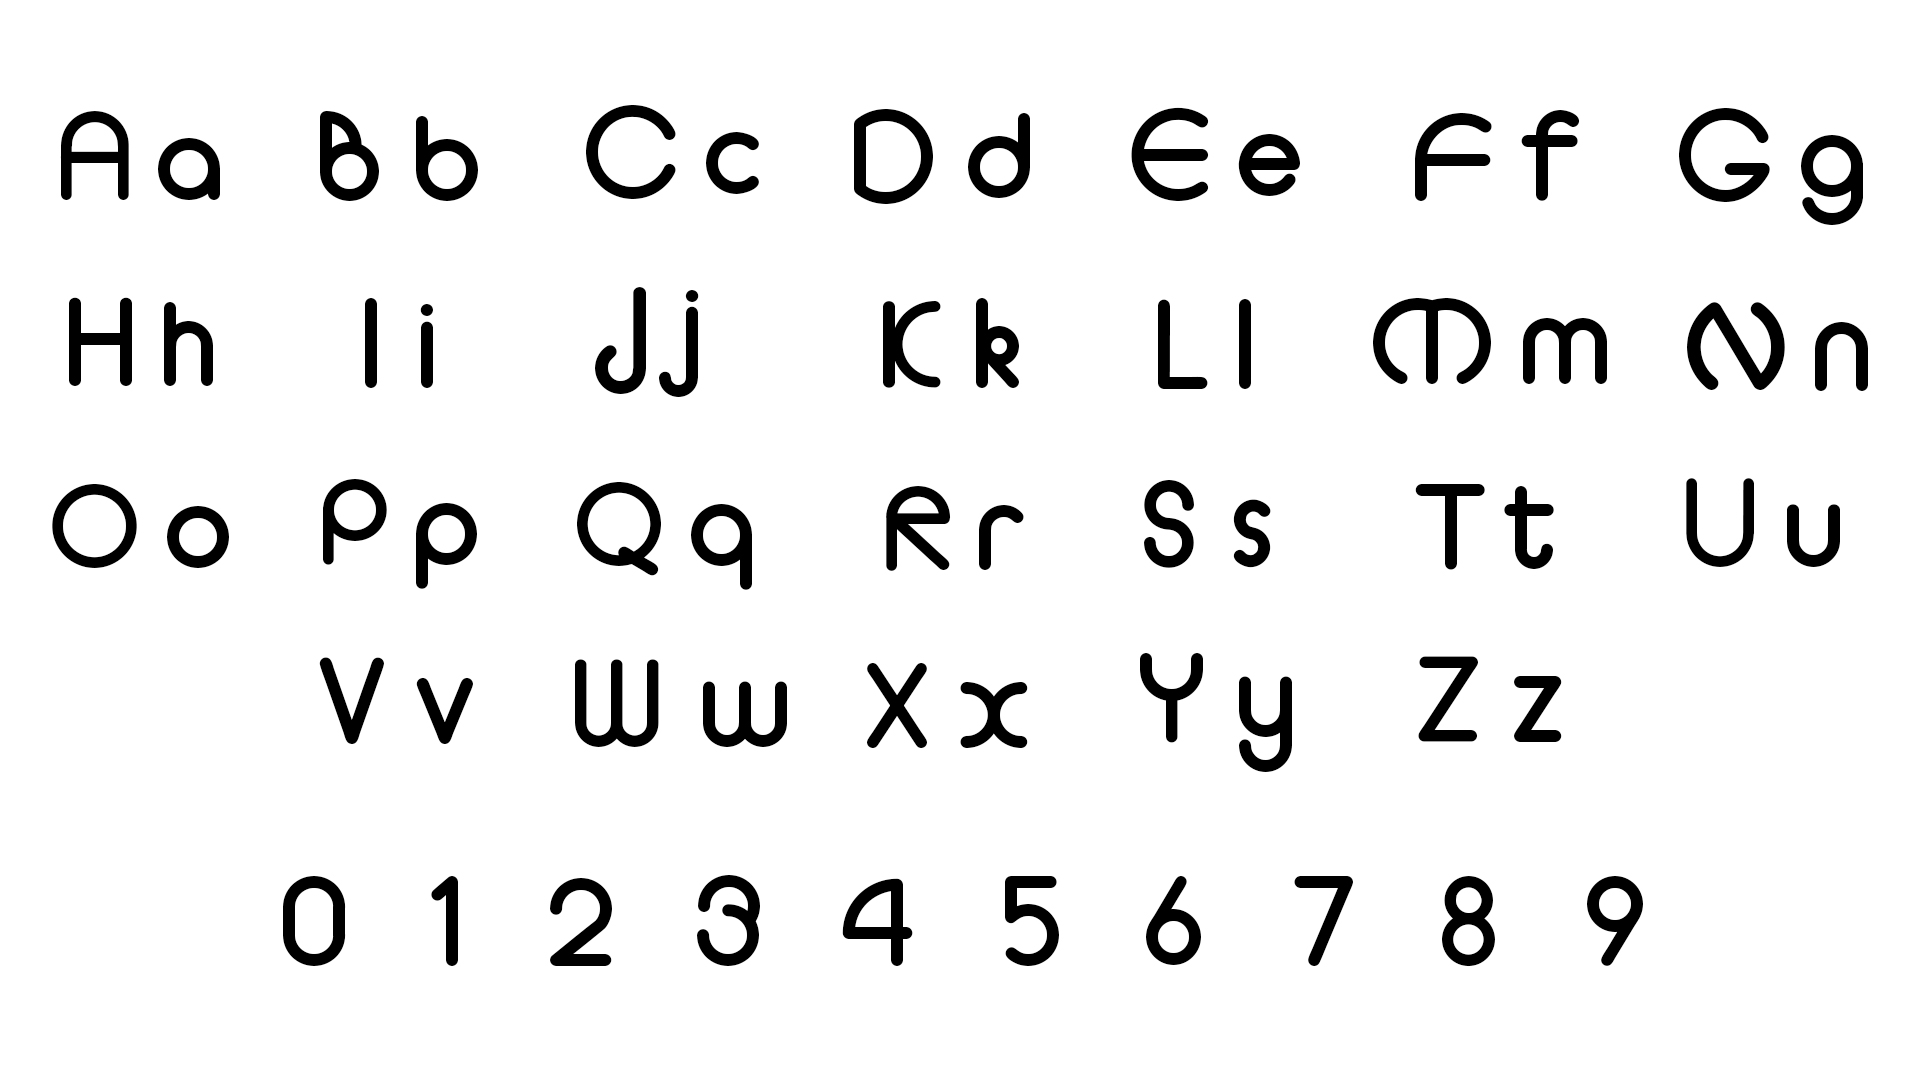 Aa Bb Cc Dd Ee Ff Gg
Hh Ii Jj Kk Ll Mm Nn
Oo Pp Qq Rr Ss Tt Uu
Vv Ww Xx Yy Zz
0 1 2 3 4 5 6 7 8 9